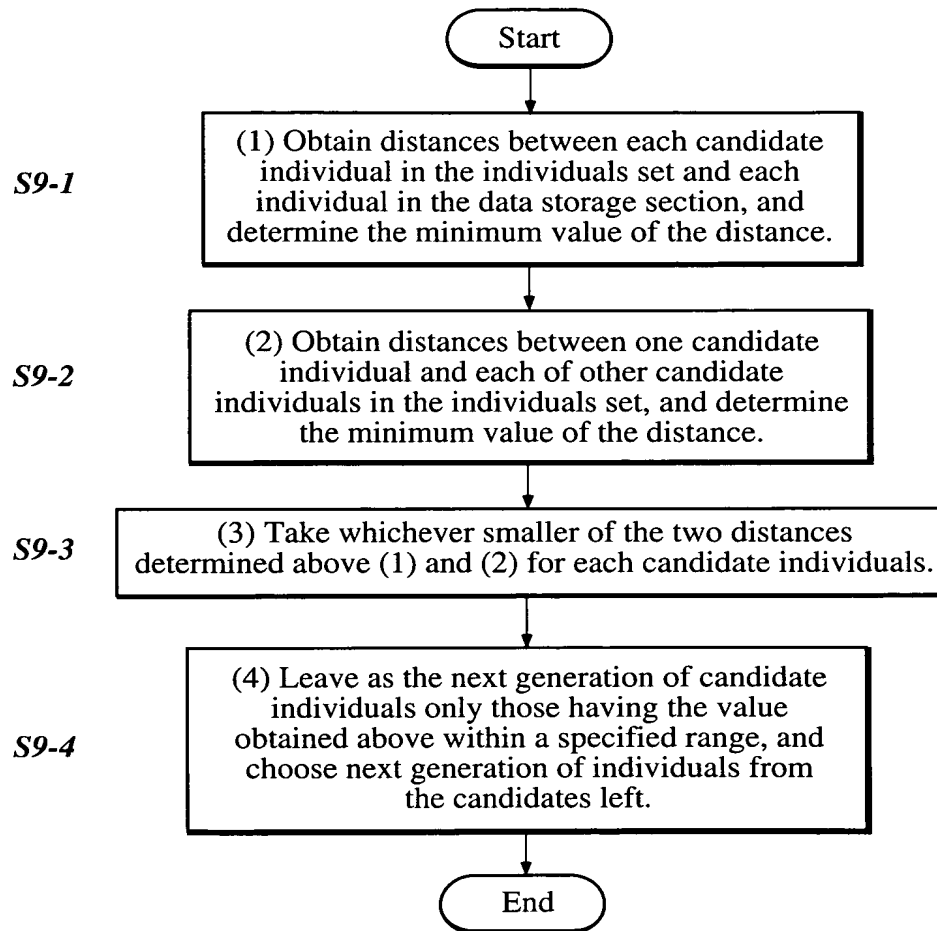 Start
S9-1
(1) Obtain distances between each candidate
individual in the individuals set and each
individual in the data storage section, and
determine the minimum value of the distance.
S9-2
(2) Obtain distances between one candidate
individual and each of other candidate
individuals in the individuals set, and determine
the minimum value of the distance.
S9-3
(3) Take whichever smaller of the two distances
determined above (1) and (2) for each candidate individuals.
S9-4
(4) Leave as the next generation of candidate
individuals only those having the value
obtained above within a specified range, and
choose next generation of individuals from
the candidates left.
End